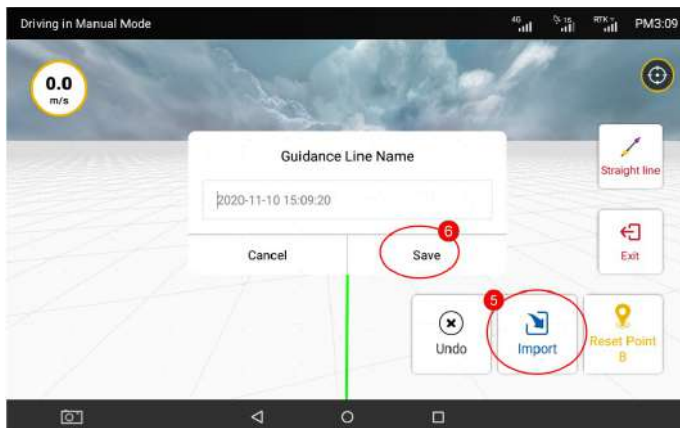 Driving in Manual Mode
4G
15
RTK
PM3:09
0.0
m/s
Guidance Line Name
2020-11-10 15:09:20
Cancel
Save
6
Straight line
Exit
5
Undo
Import
Reset Point
B